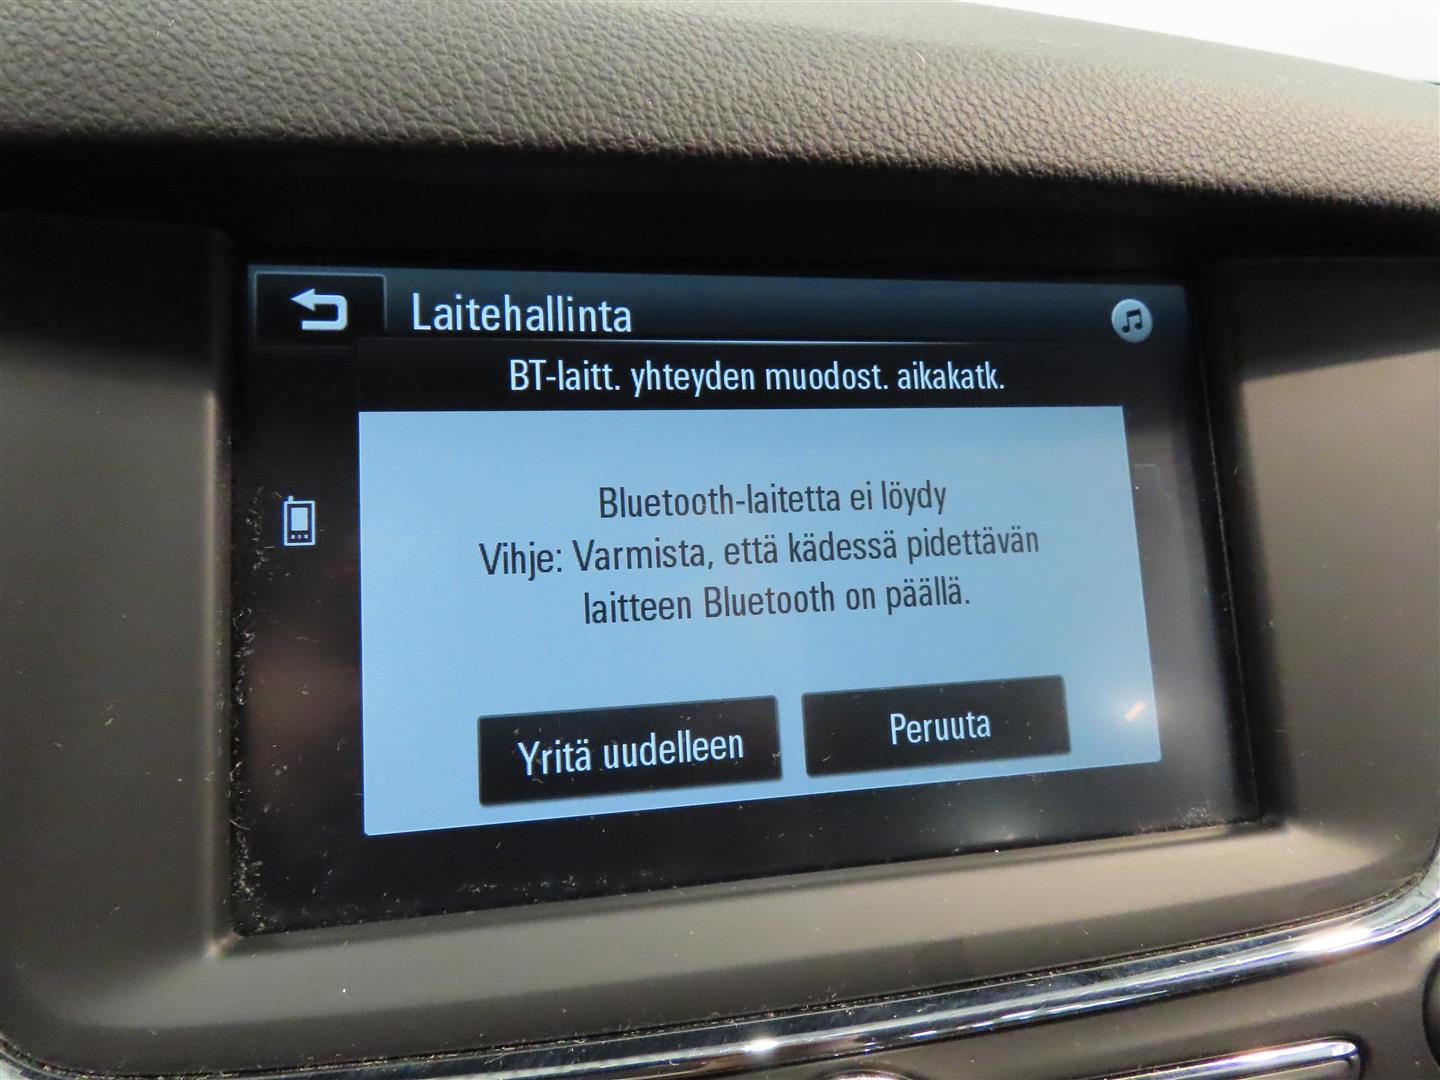 Laitehallinta
BT-laitt. yhteyden muodost. aikakatk.
Bluetooth-laitetta ei löydy
Vihje: Varmista, että kädessä pidettävän
laitteen Bluetooth on päällä.
Yritä uudelleen
Peruuta